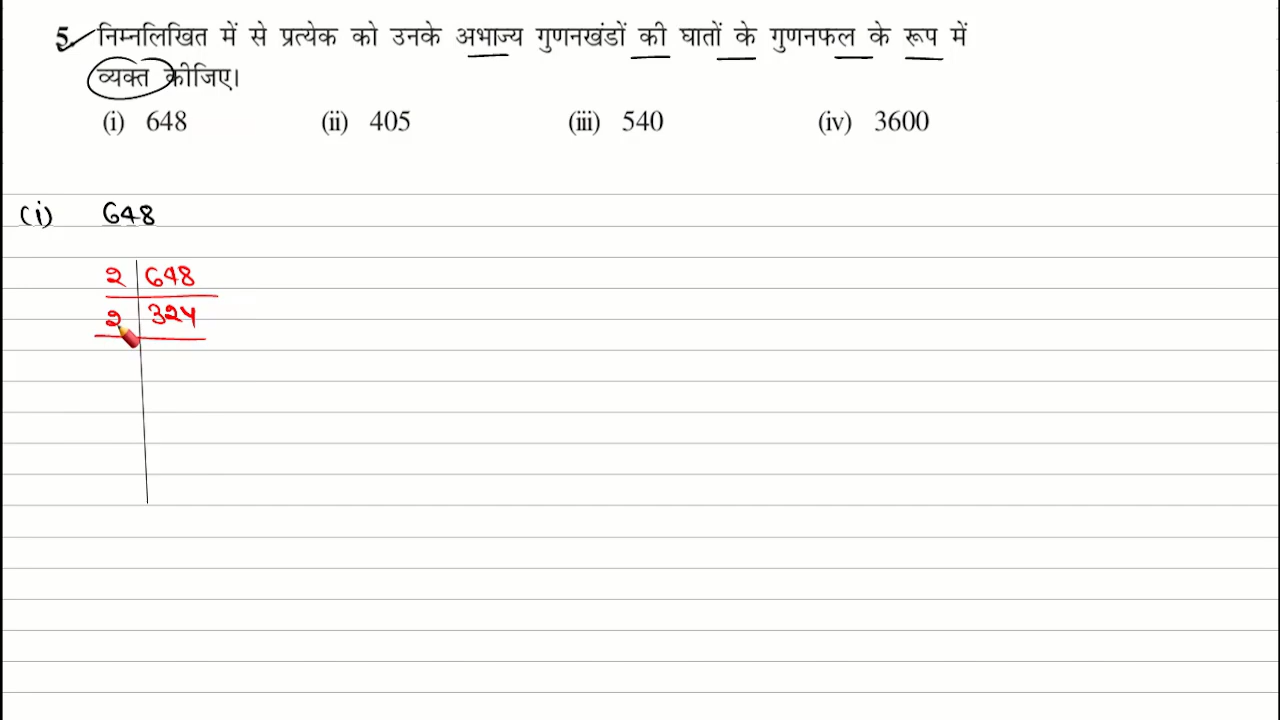 5. निम्नलिखित में से प्रत्येक को उनके अभाज्य गुणनखंडों की घातों के गुणनफल के रूप में
व्यक्त कीजिए।
(i) 648 (ii) 405 (iii) 540 (iv) 3600
(i) 648
2 648
2 324